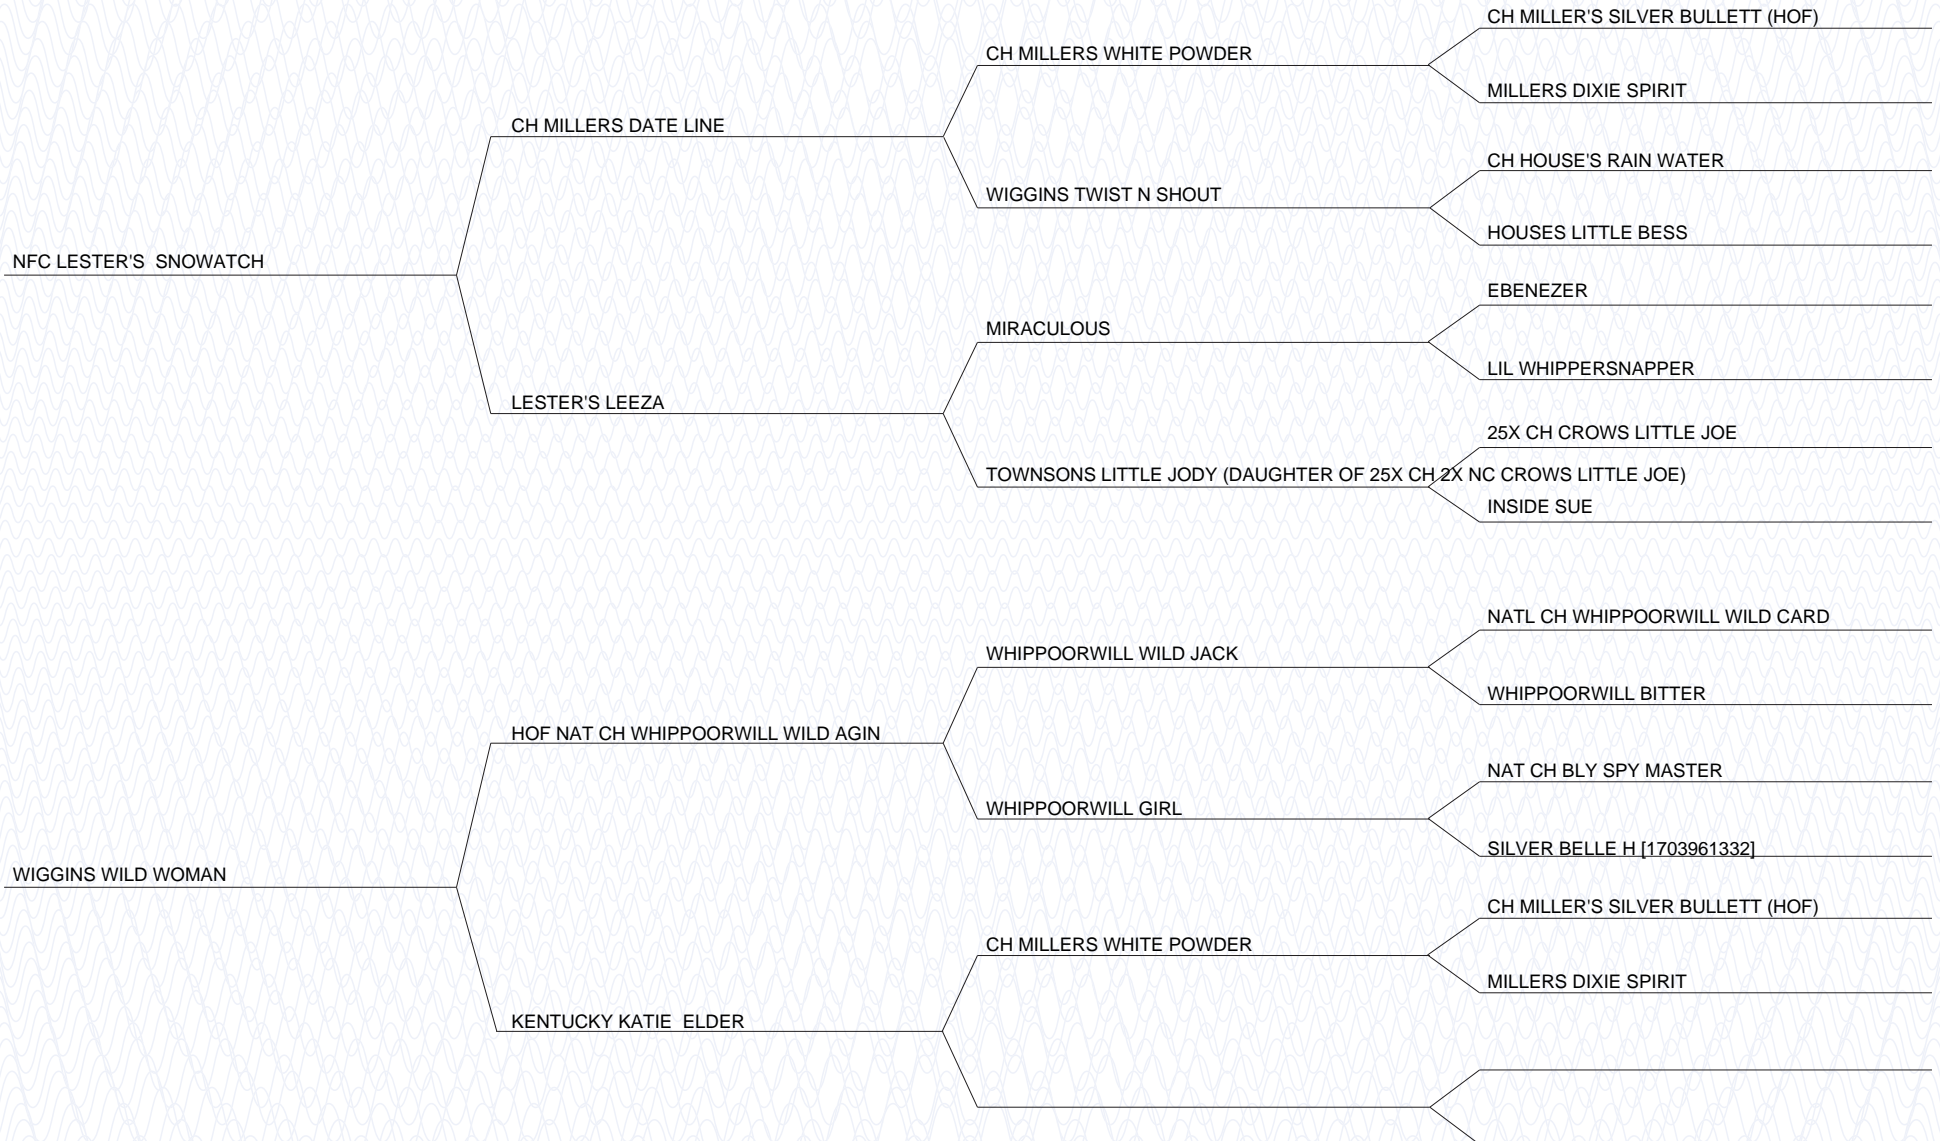 CH MILLER'S SILVER BULLETT (HOF)
CH MILLERS WHITE POWDER
MILLERS DIXIE SPIRIT
CH MILLERS DATE LINE
CH HOUSE'S RAIN WATER
WIGGINS TWIST N SHOUT
HOUSES LITTLE BESS
NFC LESTER'S  SNOWATCH
EBENEZER
MIRACULOUS
LIL WHIPPERSNAPPER
LESTER'S LEEZA
25X CH CROWS LITTLE JOE
TOWNSONS LITTLE JODY (DAUGHTER OF 25X CH 2X NC CROWS LITTLE JOE)
INSIDE SUE
NATL CH WHIPPOORWILL WILD CARD
WHIPPOORWILL WILD JACK
WHIPPOORWILL BITTER
HOF NAT CH WHIPPOORWILL WILD AGIN
NAT CH BLY SPY MASTER
WHIPPOORWILL GIRL
SILVER BELLE H [1703961332]
WIGGINS WILD WOMAN
CH MILLER'S SILVER BULLETT (HOF)
CH MILLERS WHITE POWDER
MILLERS DIXIE SPIRIT
KENTUCKY KATIE  ELDER